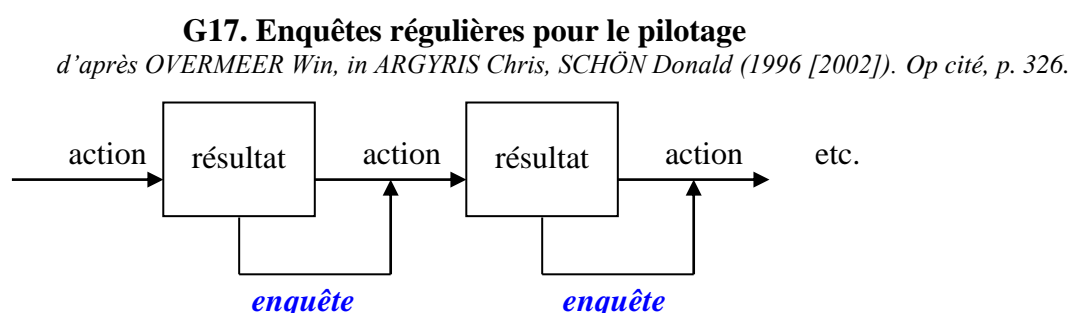 G17. Enquêtes régulières pour le pilotage
d'après OVERMEER Win, in ARGYRIS Chris, SCHÖN Donald (1996 [2002]). Op cité, p. 326.
action résultat action résultat action etc.
enquête enquête